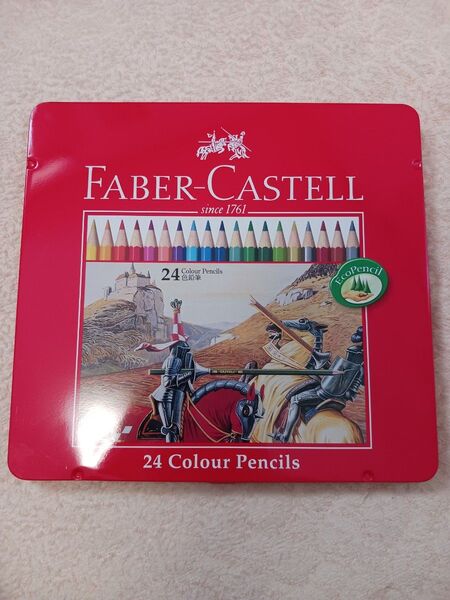 FABER-CASTELL
since 1761
24 Colour Pencils
色鉛筆
EcoPencil
24 Colour Pencils